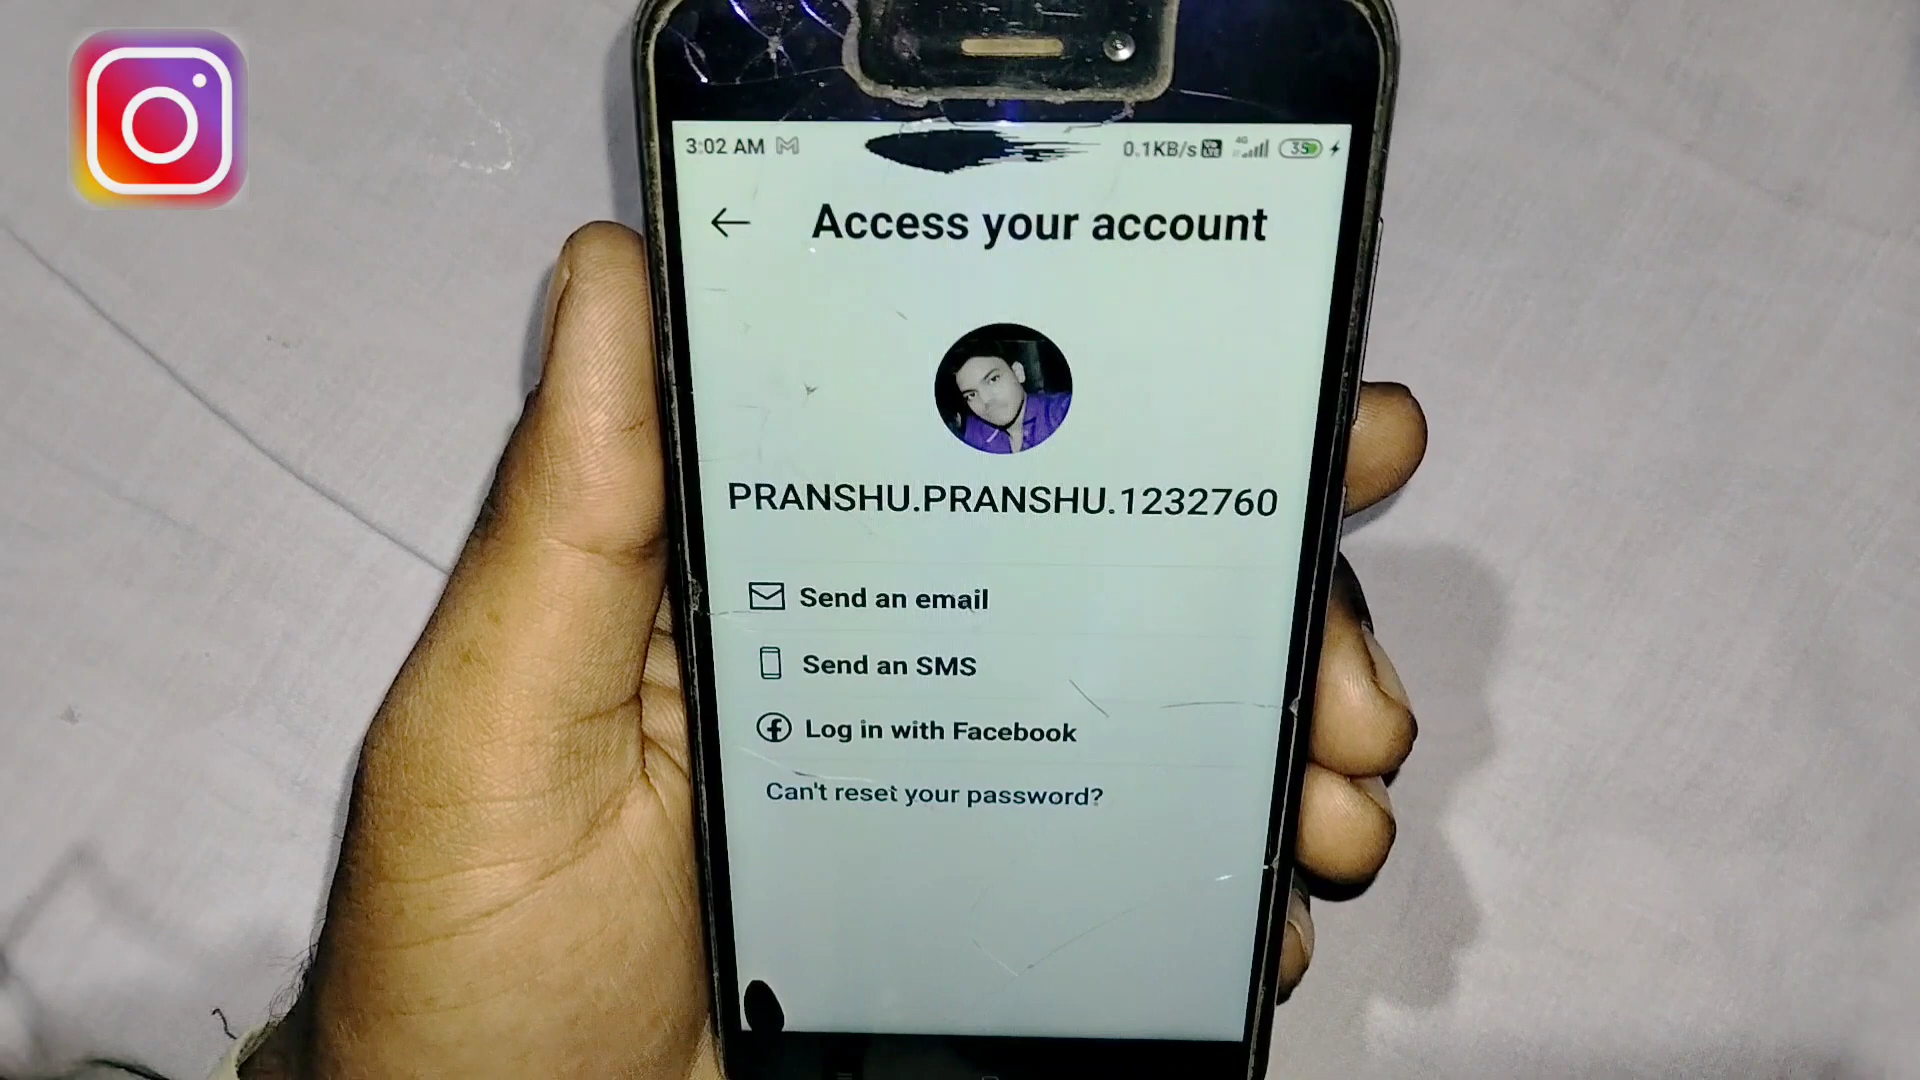 3:02 AM 0.1KB/s 4G 35
Access your account
PRANSHU.PRANSHU.1232760
Send an email
Send an SMS
Log in with Facebook
Can't reset your password?